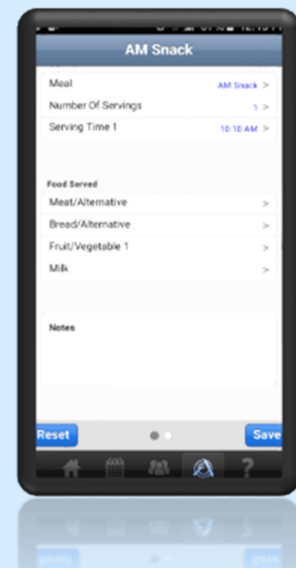 AM Snack
Meal AM Snack >
Number Of Servings 1 >
Serving Time 1 10:10 AM >
Food Served
Meat/Alternative >
Bread/Alternative >
Fruit/Vegetable 1 >
Milk >
Notes
Reset Save
?